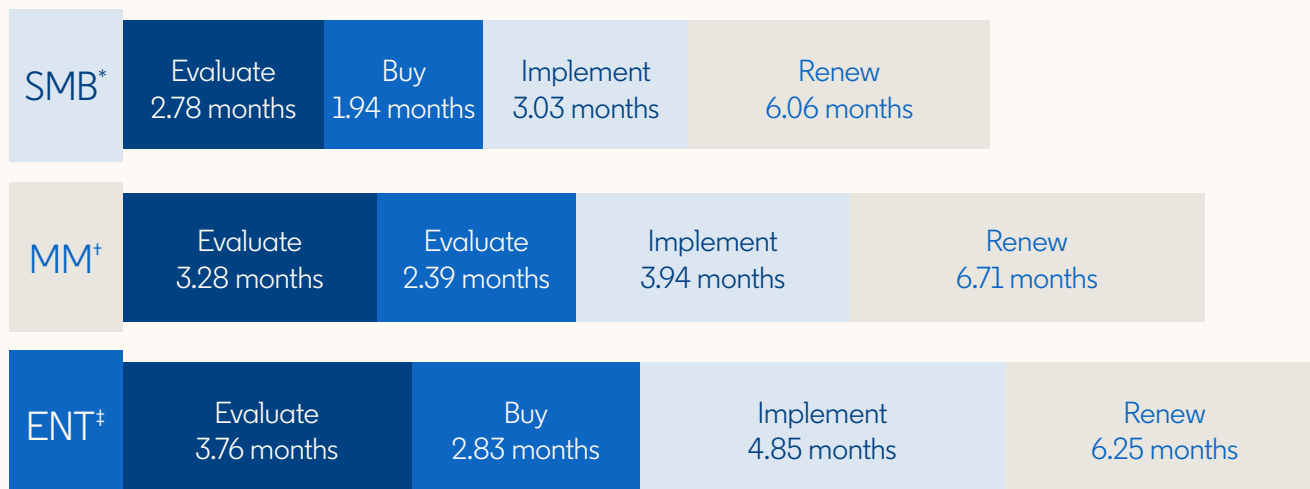 SMB*
Evaluate
2.78 months
Buy
1.94 months
Implement
3.03 months
Renew
6.06 months
MM†
Evaluate
3.28 months
Evaluate
2.39 months
Implement
3.94 months
Renew
6.71 months
ENT‡
Evaluate
3.76 months
Buy
2.83 months
Implement
4.85 months
Renew
6.25 months